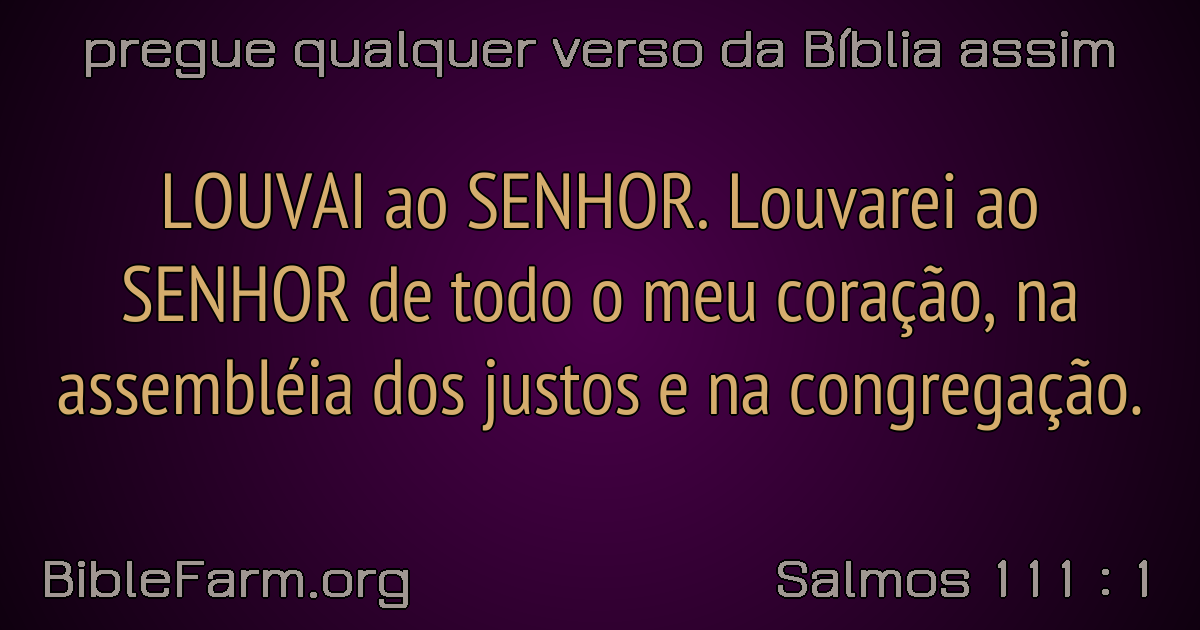 pregue qualquer verso da Bíblia assim
LOUVAI ao SENHOR. Louvarei ao
SENHOR de todo o meu coração, na
assembléia dos justos e na congregação.
BibleFarm.org
Salmos 111 : 1